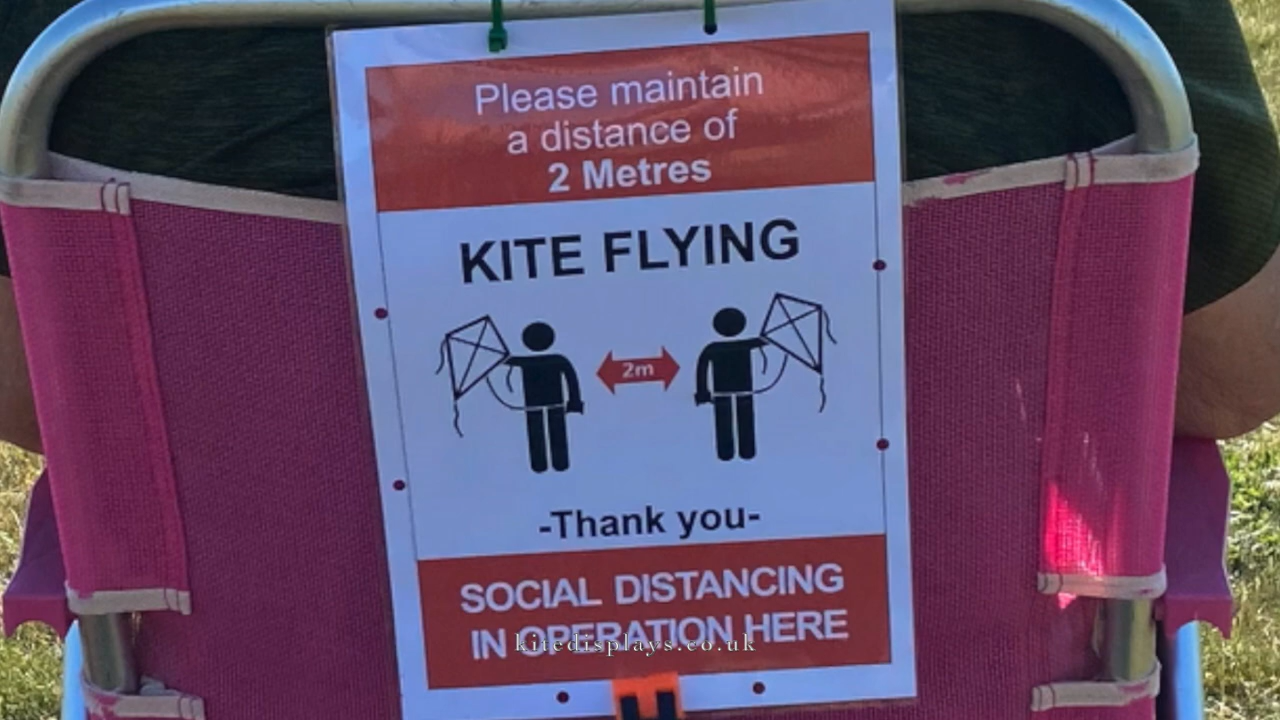 Please maintain
a distance of
2 Metres
KITE FLYING
2m
-Thank you-
SOCIAL DISTANCING
IN OPERATION HERE
kitedisplays.co.uk